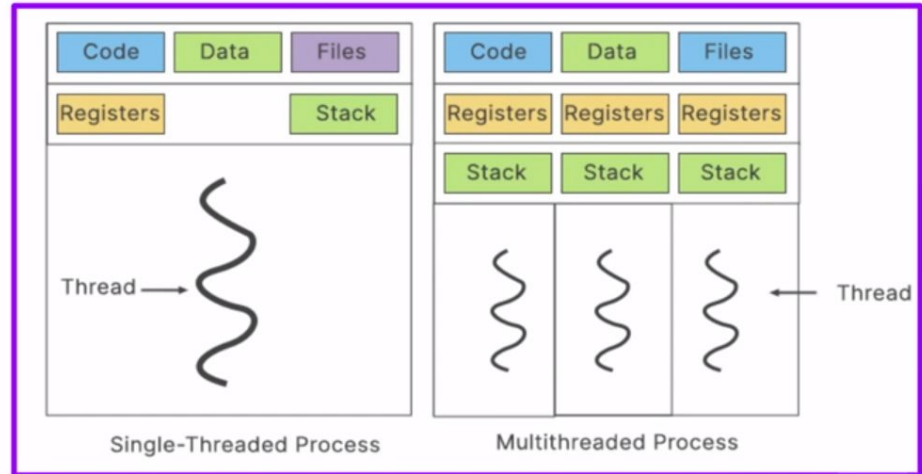 Code Data Files
Registers Stack
Thread
Single-Threaded Process
Code Data Files
Registers Registers Registers
Stack Stack Stack
Thread
Multithreaded Process